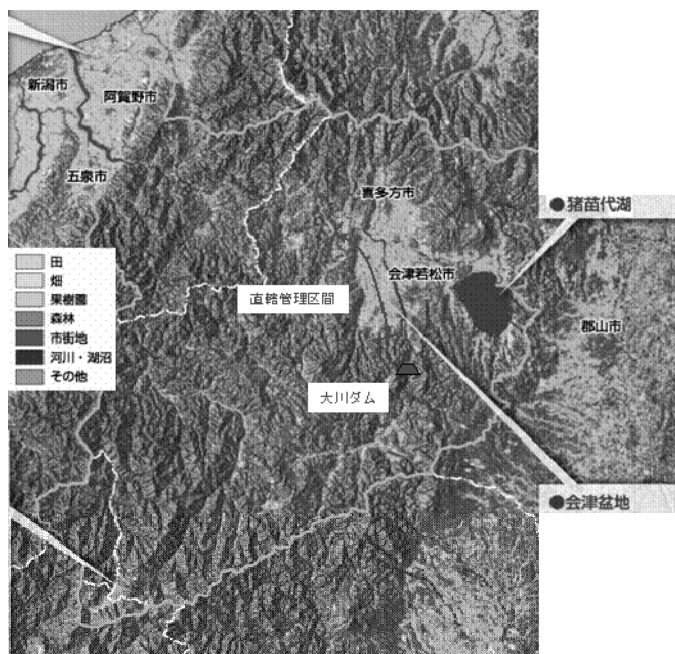 新潟市
阿賀野市
五泉市
喜多方市
●猪苗代湖
会津若松市
直轄管理区間
郡山市
田
畑
果樹園
森林
市街地
河川・湖沼
その他
大川ダム
●会津盆地